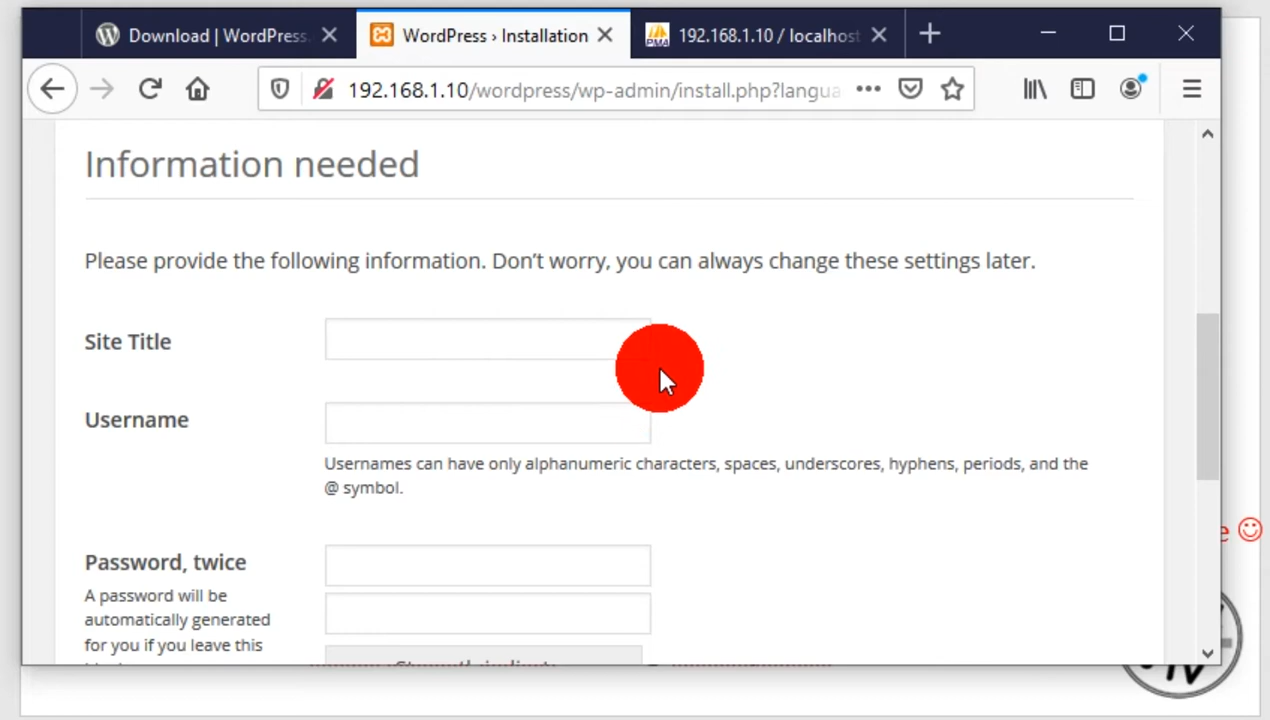 Download | WordPress.
WordPress › Installation
192.168.1.10 / localhost
192.168.1.10/wordpress/wp-admin/install.php?langua
Information needed
Please provide the following information. Don't worry, you can always change these settings later.
Site Title
Username
Usernames can have only alphanumeric characters, spaces, underscores, hyphens, periods, and the
@ symbol.
Password, twice
A password will be
automatically generated
for you if you leave this